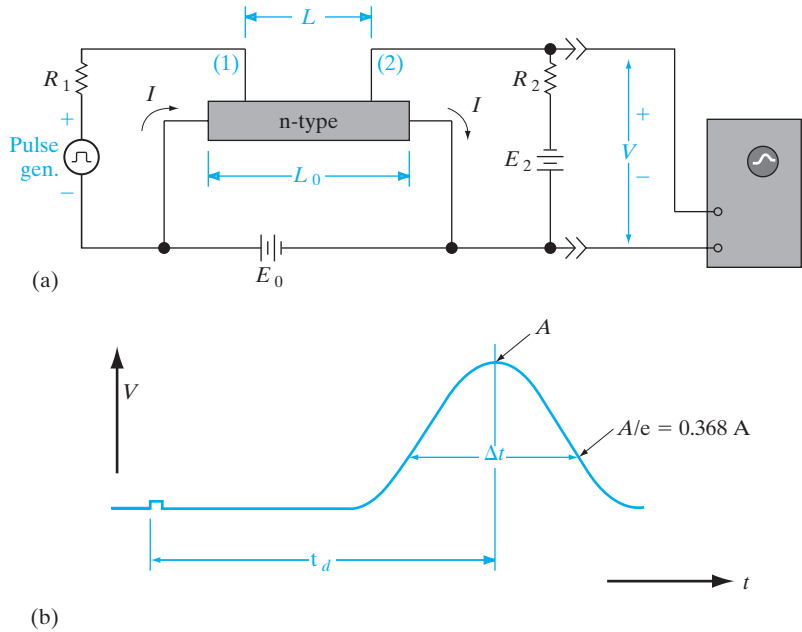 L
(1)
(2)
R1
I
n-type
I
R2
+
Pulse
gen.
−
L0
E2
+
V
−
E0
(a)
A
V
A/e = 0.368 A
Δt
td
t
(b)